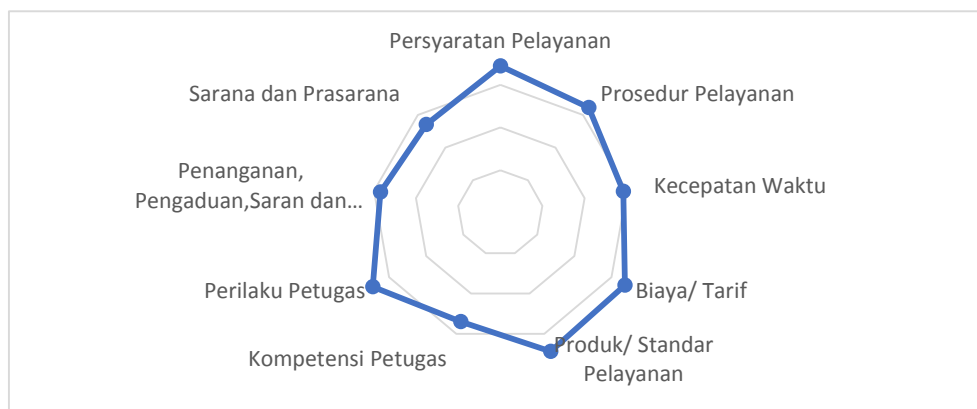 Persyaratan Pelayanan
Prosedur Pelayanan
Kecepatan Waktu
Biaya/ Tarif
Produk/ Standar
Pelayanan
Kompetensi Petugas
Perilaku Petugas
Penanganan,
Pengaduan,Saran dan…
Sarana dan Prasarana